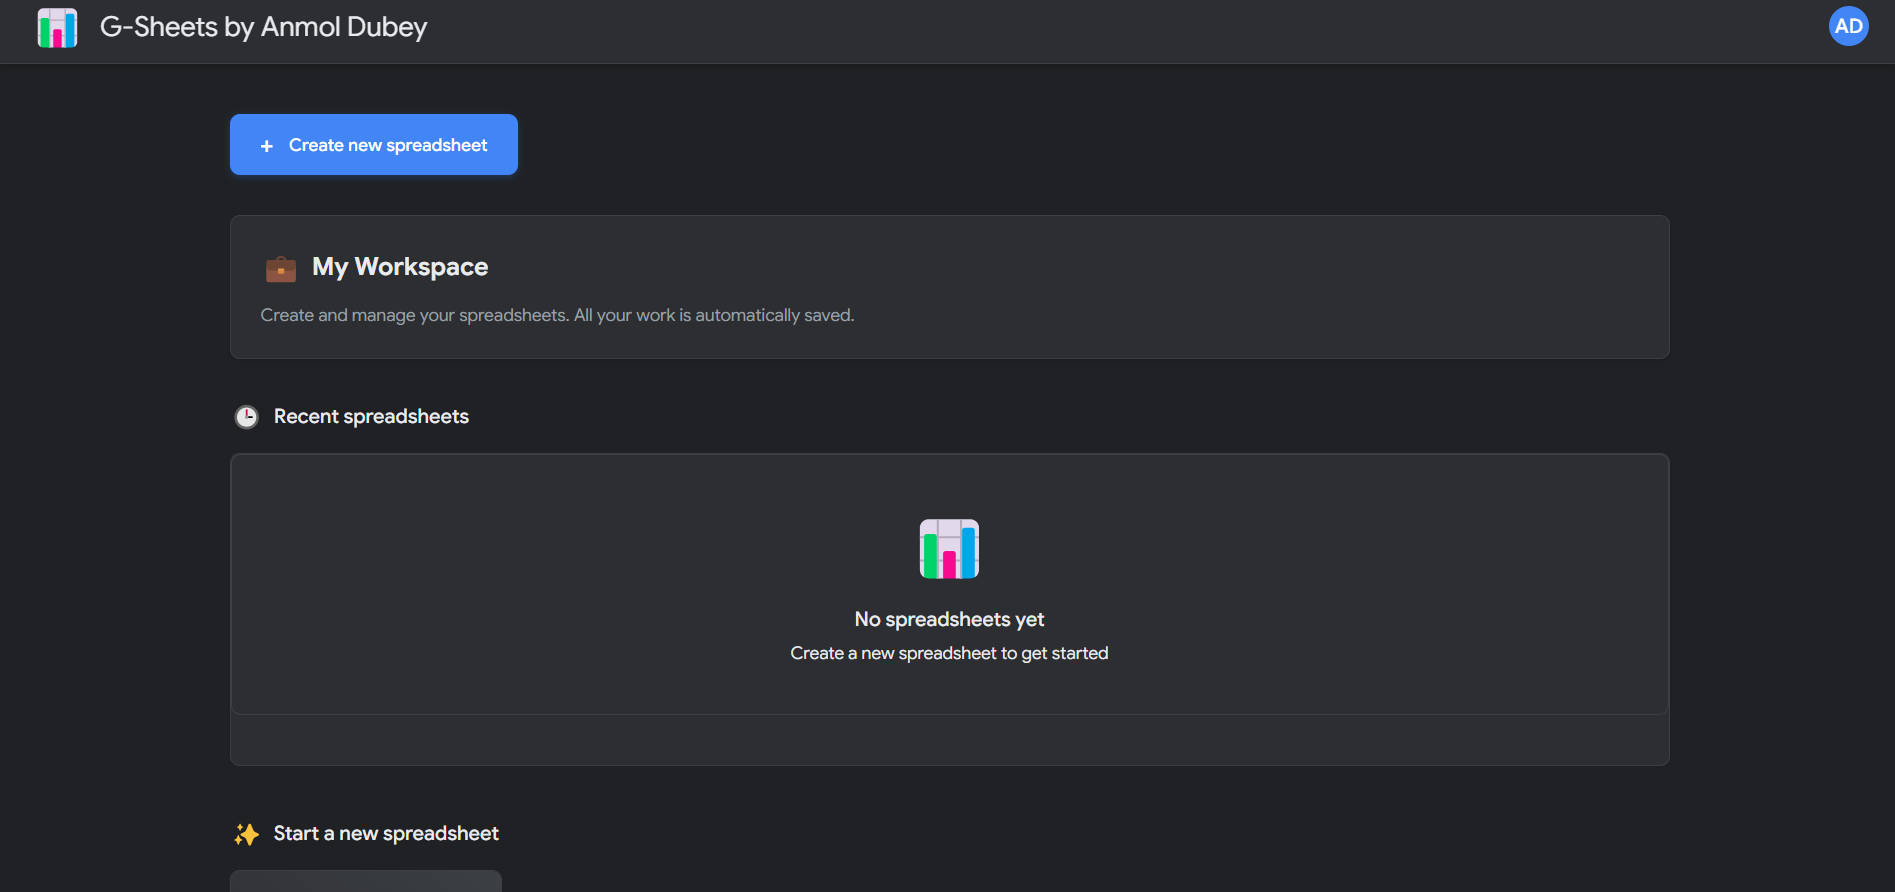 G-Sheets by Anmol Dubey
AD
+ Create new spreadsheet
My Workspace
Create and manage your spreadsheets. All your work is automatically saved.
Recent spreadsheets
No spreadsheets yet
Create a new spreadsheet to get started
Start a new spreadsheet